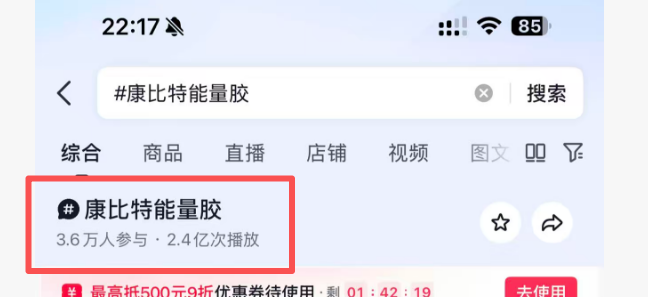 22:17 85
#康比特能量胶 搜索
综合 商品 直播 店铺 视频 图文
# 康比特能量胶
3.6万人参与 · 2.4亿次播放
¥ 最高抵500元9折优惠券待使用 · 剩 01 : 42 : 19 去使用